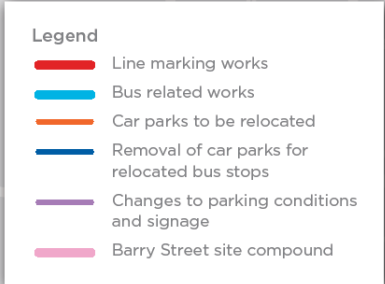 Legend
Line marking works
Bus related works
Car parks to be relocated
Removal of car parks for
relocated bus stops
Changes to parking conditions
and signage
Barry Street site compound